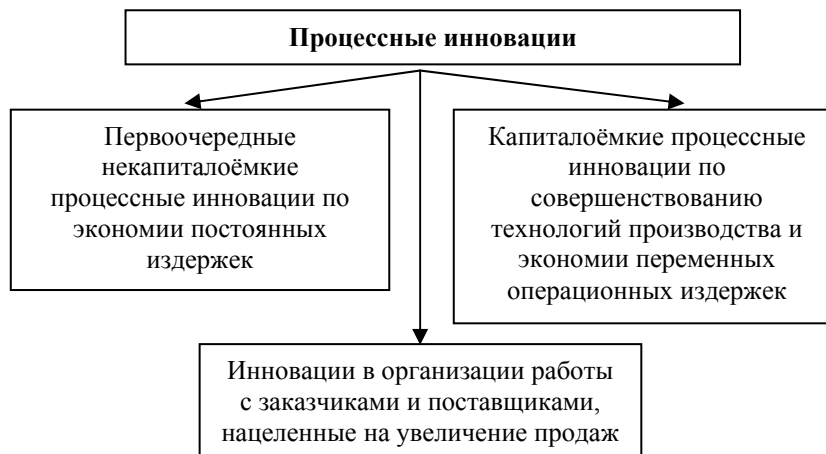 Процессные инновации
Первоочередные
некапиталоёмкие
процессные инновации по
экономии постоянных
издержек
Капиталоёмкие процессные
инновации по
совершенствованию
технологий производства и
экономии переменных
операционных издержек
Инновации в организации работы
с заказчиками и поставщиками,
нацеленные на увеличение продаж